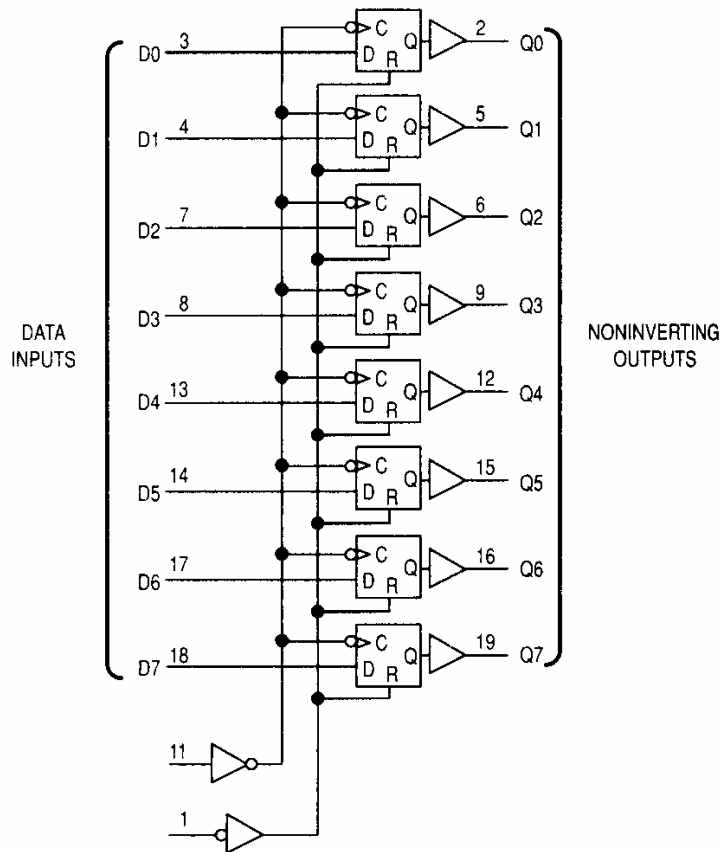 C Q 2 Q0
D0 3 D R
C Q 5 Q1
D1 4 D R
C Q 6 Q2
D2 7 D R
C Q 9 Q3
D3 8 D R
DATA
INPUTS
NONINVERTING
OUTPUTS
C Q 12 Q4
D4 13 D R
C Q 15 Q5
D5 14 D R
C Q 16 Q6
D6 17 D R
C Q 19 Q7
D7 18 D R
11
1